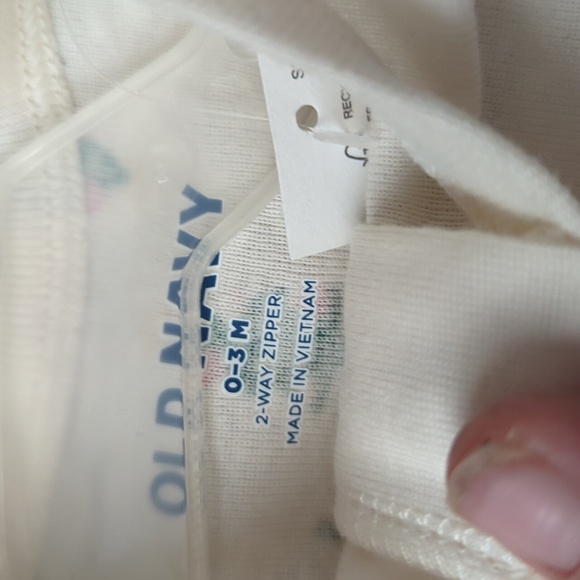 OLD NAVY
0-3 M
2-WAY ZIPPER
MADE IN VIETNAM